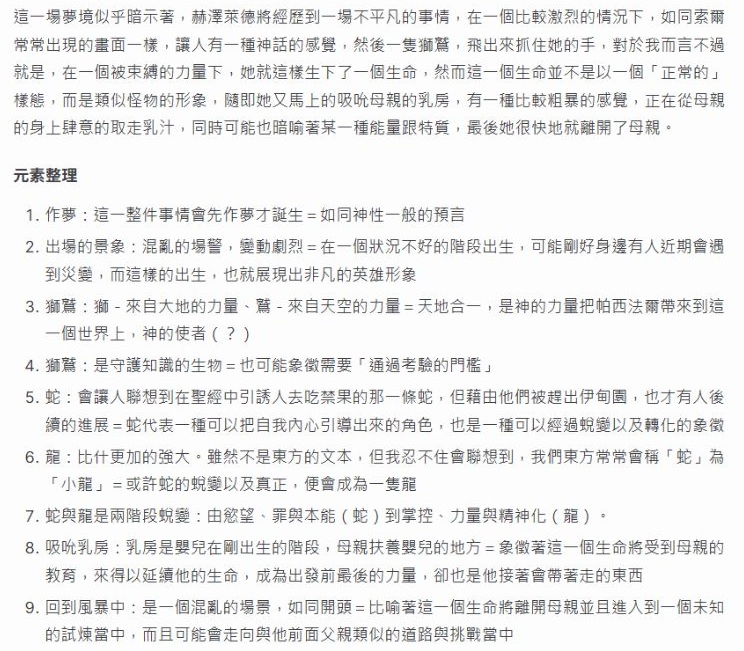 這一場夢境似乎暗示著，赫澤萊德將經歷到一場不平凡的事情，在一個比較激烈的情況下，如同索爾
常常出現的畫面一樣，讓人有一種神話的感覺，然後一隻獅鷲，飛出來抓住她的手，對於我而言不過
就是，在一個被束縛的力量下，她就這樣生下了一個生命，然而這一個生命並不是以一個「正常的」
樣態，而是類似怪物的形象，隨即她又馬上的吸吮母親的乳房，有一種比較粗暴的感覺，正在從母親
的身上肆意的取走乳汁，同時可能也暗喻著某一種能量跟特質，最後她很快地就離開了母親。
元素整理
1. 作夢：這一整件事情會先作夢才誕生＝如同神性一般的預言
2. 出場的景象：混亂的場警，變動劇烈＝在一個狀況不好的階段出生，可能剛好身邊有人近期會遇
到災變，而這樣的出生，也就展現出非凡的英雄形象
3. 獅鷲：獅 - 來自大地的力量、鷲 - 來自天空的力量＝天地合一，是神的力量把帕西法爾帶來到這
一個世界上，神的使者（？）
4. 獅鷲：是守護知識的生物＝也可能象徵需要「通過考驗的門檻」
5. 蛇：會讓人聯想到在聖經中引誘人去吃禁果的那一條蛇，但藉由他們被趕出伊甸園，也才有人後
續的進展＝蛇代表一種可以把自我內心引導出來的角色，也是一種可以經過蛻變以及轉化的象徵
6. 龍：比什更加的強大。雖然不是東方的文本，但我忍不住會聯想到，我們東方常常會稱「蛇」為
「小龍」＝或許蛇的蛻變以及真正，便會成為一隻龍
7. 蛇與龍是兩階段蛻變：由慾望、罪與本能（蛇）到掌控、力量與精神化（龍）。
8. 吸吮乳房：乳房是嬰兒在剛出生的階段，母親扶養嬰兒的地方＝象徵著這一個生命將受到母親的
教育，來得以延續他的生命，成為出發前最後的力量，卻也是他接著會帶著走的東西
9. 回到風暴中：是一個混亂的場景，如同開頭＝比喻著這一個生命將離開母親並且進入到一個未知
的試煉當中，而且可能會走向與他前面父親類似的道路與挑戰當中